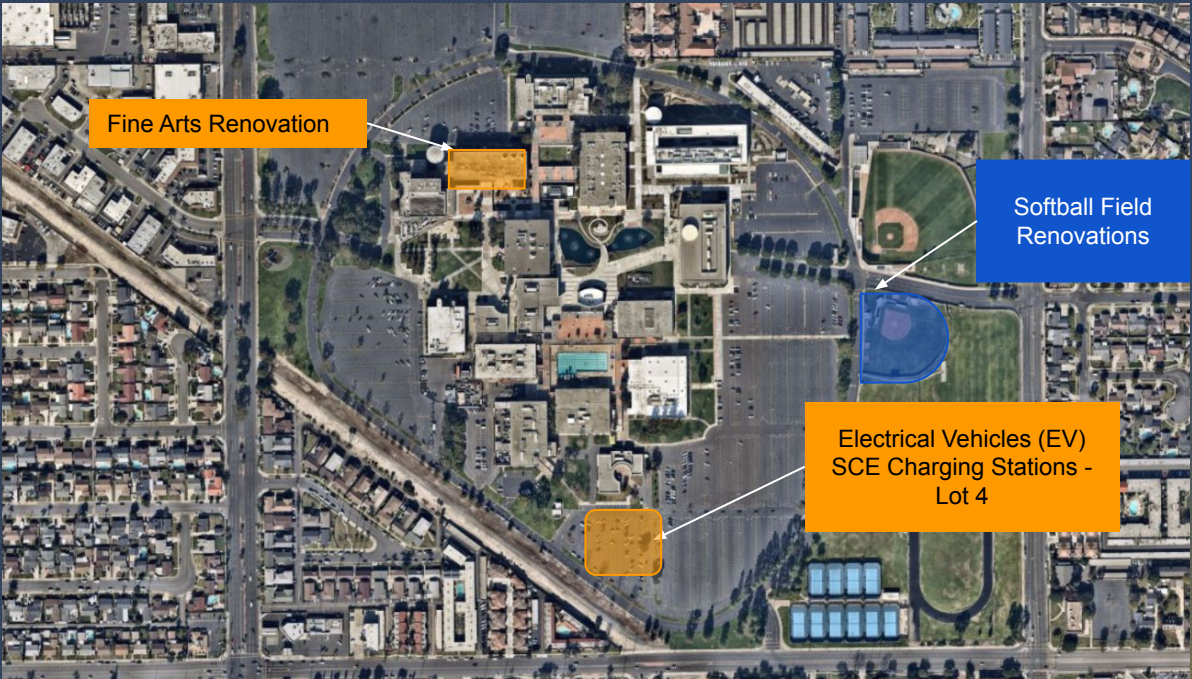 Fine Arts Renovation
Softball Field
Renovations
Electrical Vehicles (EV)
SCE Charging Stations -
Lot 4